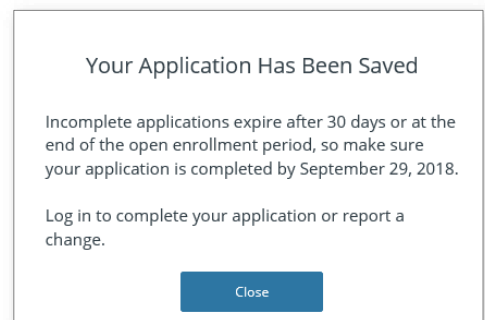 Your Application Has Been Saved
Incomplete applications expire after 30 days or at the
end of the open enrollment period, so make sure
your application is completed by September 29, 2018.
Log in to complete your application or report a
change.
Close